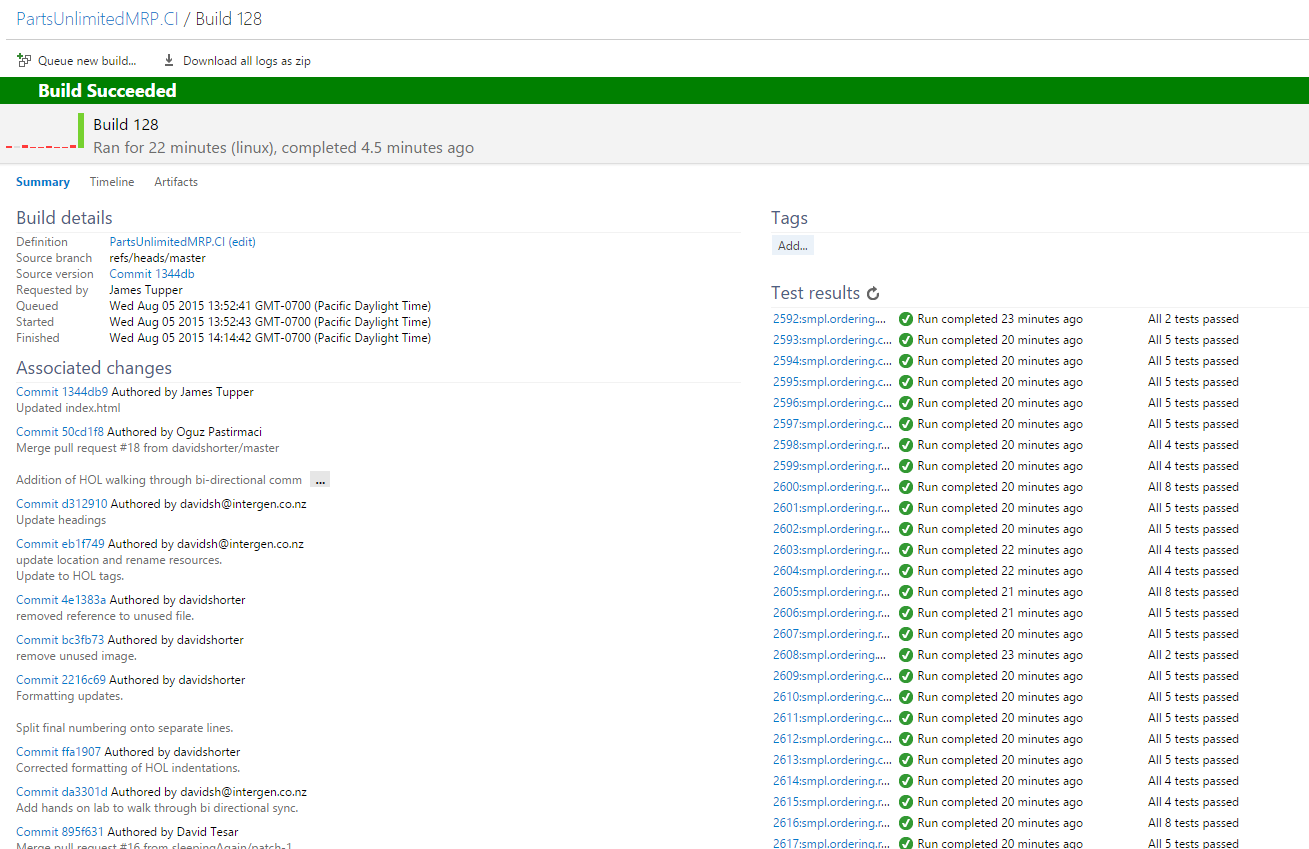 PartsUnlimitedMRP.CI / Build 128
Queue new build... Download all logs as zip
Build Succeeded
Build 128
Ran for 22 minutes (linux), completed 4.5 minutes ago
Summary Timeline Artifacts
Build details
Definition PartsUnlimitedMRP.CI (edit)
Source branch refs/heads/master
Source version Commit 1344db
Requested by James Tupper
Queued Wed Aug 05 2015 13:52:41 GMT-0700 (Pacific Daylight Time)
Started Wed Aug 05 2015 13:52:43 GMT-0700 (Pacific Daylight Time)
Finished Wed Aug 05 2015 14:14:42 GMT-0700 (Pacific Daylight Time)
Associated changes
Commit 1344db9 Authored by James Tupper
Updated index.html
Commit 50cd1f8 Authored by Oguz Pastirmaci
Merge pull request #18 from davidshorter/master
Addition of HOL walking through bi-directional comm ...
Commit d312910 Authored by davidsh@intergen.co.nz
Update headings
Commit eb1f749 Authored by davidsh@intergen.co.nz
update location and rename resources.
Update to HOL tags.
Commit 4e1383a Authored by davidshorter
removed reference to unused file.
Commit bc3fb73 Authored by davidshorter
remove unused image.
Commit 2216c69 Authored by davidshorter
Formatting updates.
Split final numbering onto separate lines.
Commit ffa1907 Authored by davidshorter
Corrected formatting of HOL indentations.
Commit da3301d Authored by davidsh@intergen.co.nz
Add hands on lab to walk through bi directional sync.
Commit 895f631 Authored by David Tesar
Merge pull request #16 from sleepingAgain/patch-1
Tags
Add...
Test results
2592:smpl.ordering.... Run completed 23 minutes ago All 2 tests passed
2593:smpl.ordering.c... Run completed 20 minutes ago All 5 tests passed
2594:smpl.ordering.c... Run completed 20 minutes ago All 5 tests passed
2595:smpl.ordering.c... Run completed 20 minutes ago All 5 tests passed
2596:smpl.ordering.c... Run completed 20 minutes ago All 5 tests passed
2597:smpl.ordering.c... Run completed 20 minutes ago All 5 tests passed
2598:smpl.ordering.r... Run completed 20 minutes ago All 4 tests passed
2599:smpl.ordering.r... Run completed 20 minutes ago All 4 tests passed
2600:smpl.ordering.r... Run completed 20 minutes ago All 8 tests passed
2601:smpl.ordering.r... Run completed 20 minutes ago All 5 tests passed
2602:smpl.ordering.r... Run completed 20 minutes ago All 5 tests passed
2603:smpl.ordering.r... Run completed 22 minutes ago All 4 tests passed
2604:smpl.ordering.r... Run completed 22 minutes ago All 4 tests passed
2605:smpl.ordering.r... Run completed 21 minutes ago All 8 tests passed
2606:smpl.ordering.r... Run completed 21 minutes ago All 5 tests passed
2607:smpl.ordering.r... Run completed 20 minutes ago All 5 tests passed
2608:smpl.ordering.... Run completed 23 minutes ago All 2 tests passed
2609:smpl.ordering.c... Run completed 20 minutes ago All 5 tests passed
2610:smpl.ordering.c... Run completed 20 minutes ago All 5 tests passed
2611:smpl.ordering.c... Run completed 20 minutes ago All 5 tests passed
2612:smpl.ordering.c... Run completed 20 minutes ago All 5 tests passed
2613:smpl.ordering.c... Run completed 20 minutes ago All 5 tests passed
2614:smpl.ordering.r... Run completed 20 minutes ago All 4 tests passed
2615:smpl.ordering.r... Run completed 20 minutes ago All 4 tests passed
2616:smpl.ordering.r... Run completed 20 minutes ago All 8 tests passed
2617:smpl.ordering.r... Run completed 20 minutes ago All 5 tests passed